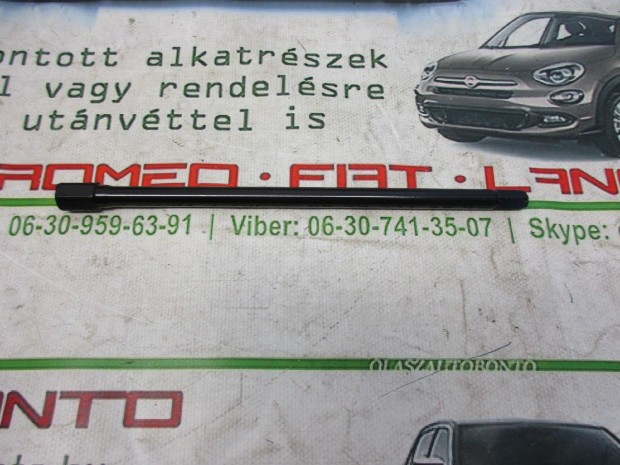 ontott alkatrészek
l vagy rendelésre
utánvéttel is
ROMEO • FIAT • LAN
06-30-959-63-91 | Viber: 06-30-741-35-07 | Skype:
OLASZAUTOBONTO
ONTO